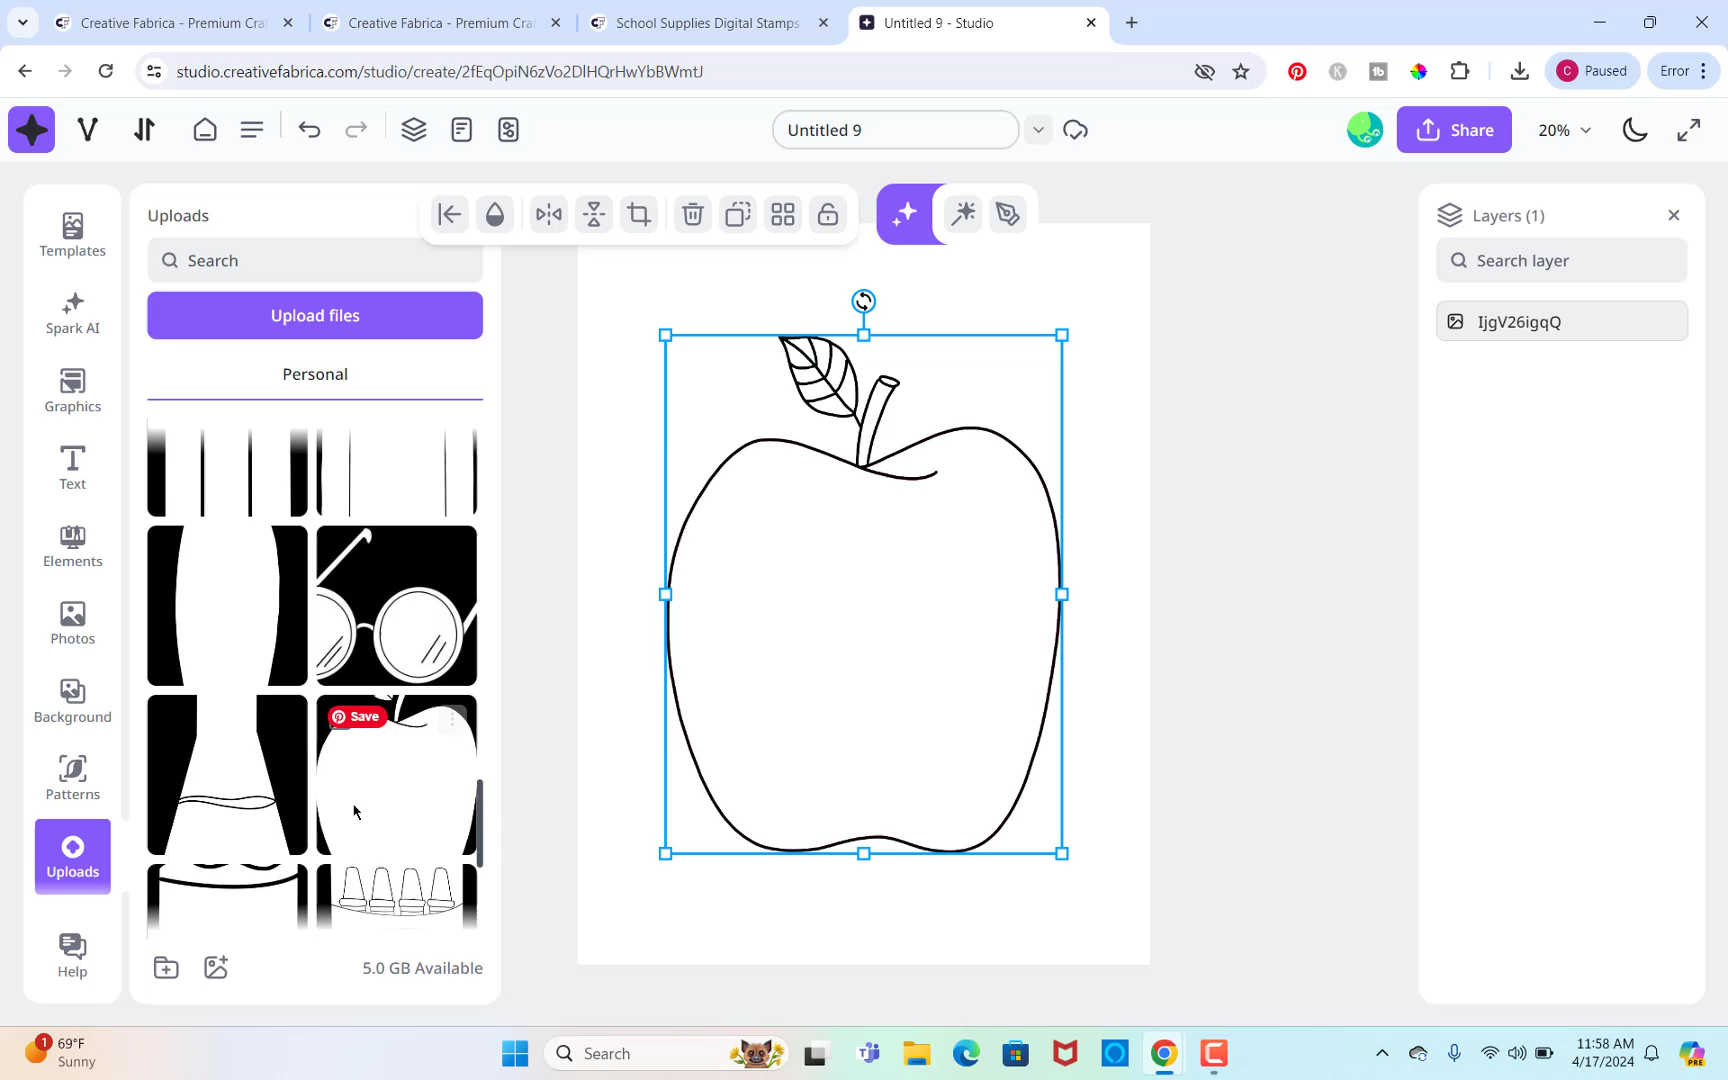 Creative Fabrica - Premium Cra
Creative Fabrica - Premium Cra
School Supplies Digital Stamps
Untitled 9 - Studio
studio.creativefabrica.com/studio/create/2fEqOpiN6zVo2DlHQrHwYbBWmtJ
C Paused
Error
Untitled 9
Share
20%
Templates
Spark AI
Graphics
Text
Elements
Photos
Background
Patterns
Uploads
Help
Uploads
Search
Upload files
Personal
Save
5.0 GB Available
Layers (1)
Search layer
IjgV26igqQ
1
69°F
Sunny
Search
11:58 AM
4/17/2024
PRE